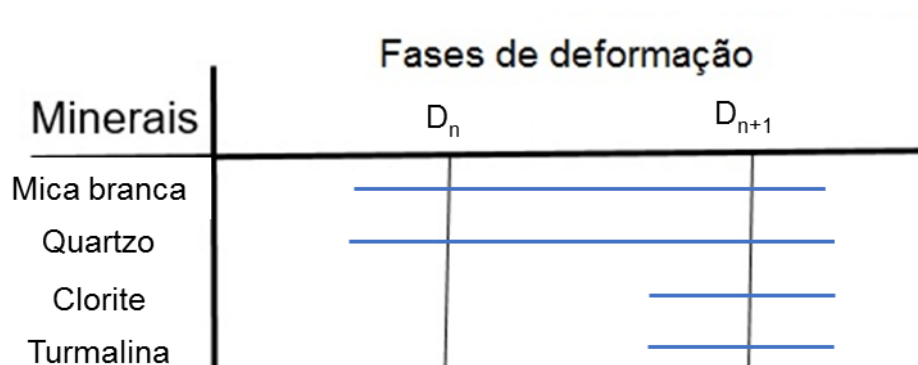 Fases de deformação
Minerais
Dn
Dn+1
Mica branca
Quartzo
Clorite
Turmalina